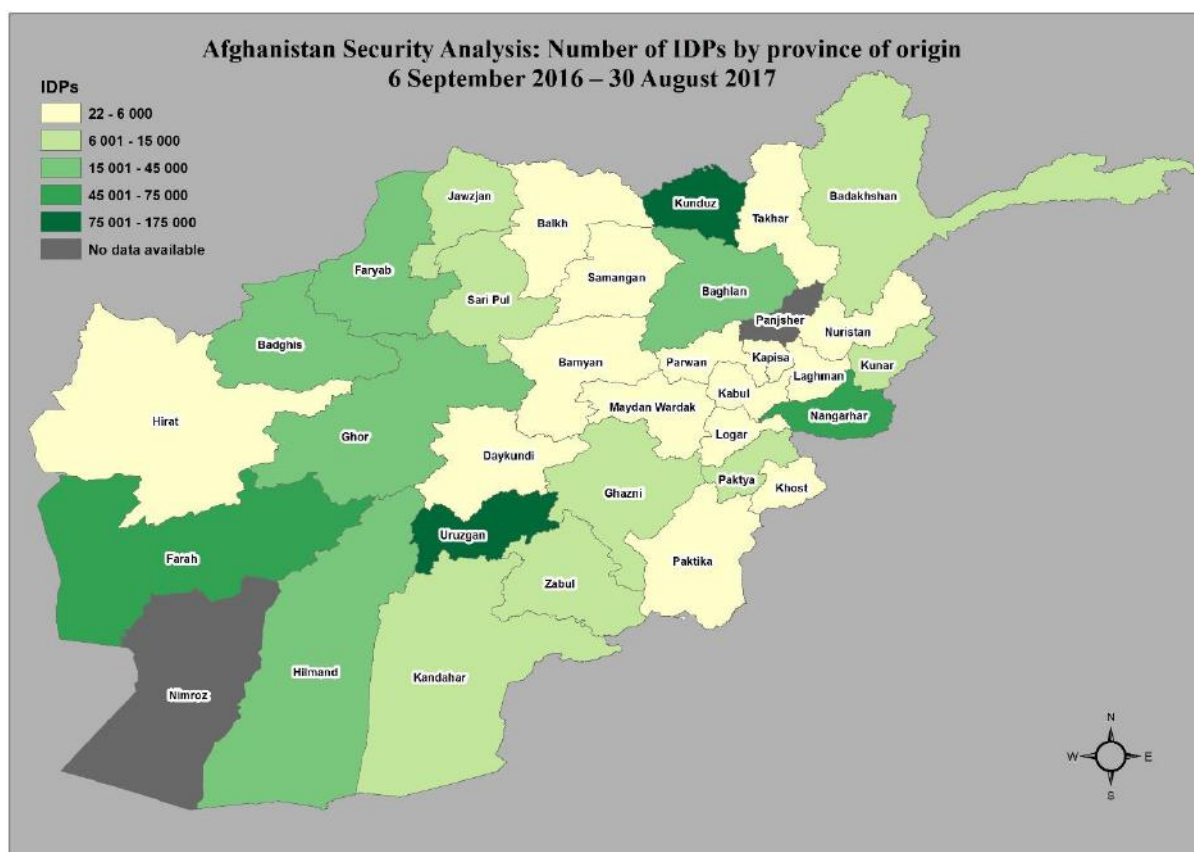 Afghanistan Security Analysis: Number of IDPs by province of origin
6 September 2016 – 30 August 2017
IDPs
22 - 6 000
6 001 - 15 000
15 001 - 45 000
45 001 - 75 000
75 001 - 175 000
No data available
Jawzjan
Balkh
Kunduz
Takhar
Badakhshan
Faryab
Samangan
Sari Pul
Baghlan
Panjsher
Nuristan
Badghis
Bamyan
Parwan
Kapisa
Kunar
Laghman
Kabul
Maydan Wardak
Nangarhar
Hirat
Ghor
Logar
Daykundi
Paktya
Khost
Ghazni
Uruzgan
Farah
Paktika
Zabul
Hilmand
Kandahar
Nimroz
N
W E
S